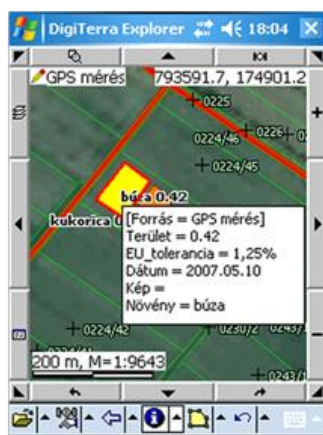 DigiTerra Explorer 18:04
GPS mérés 793591.7, 174901.2
0225
0224/46 0226
0224/45
búza 0.42
kukorica
[Forrás = GPS mérés]
Terület = 0.42
EU_tolerancia = 1,25%
Dátum = 2007.05.10
Kép =
Növény = búza
0224/42
200 m, M=1:9643